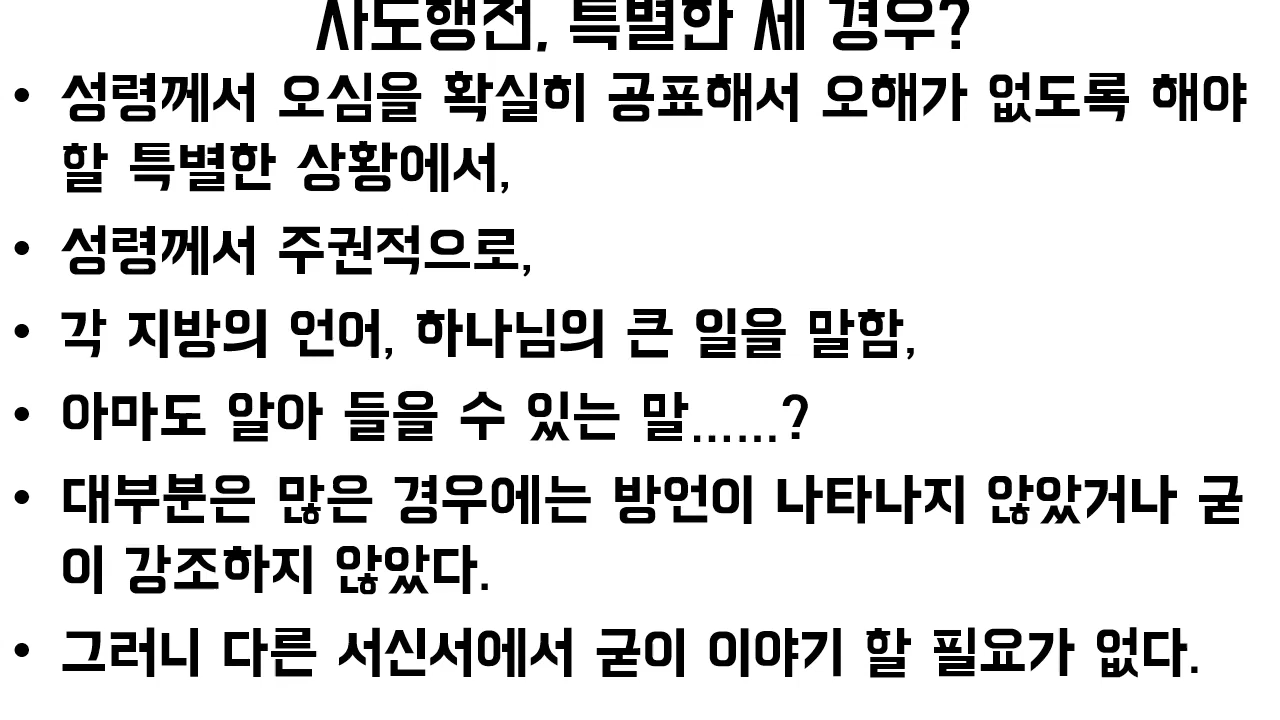 사도행전, 특별한 세 경우?
• 성령께서 오심을 확실히 공표해서 오해가 없도록 해야
할 특별한 상황에서,
• 성령께서 주권적으로,
• 각 지방의 언어, 하나님의 큰 일을 말함,
• 아마도 알아 들을 수 있는 말......?
• 대부분은 많은 경우에는 방언이 나타나지 않았거나 굳
이 강조하지 않았다.
• 그러니 다른 서신서에서 굳이 이야기 할 필요가 없다.